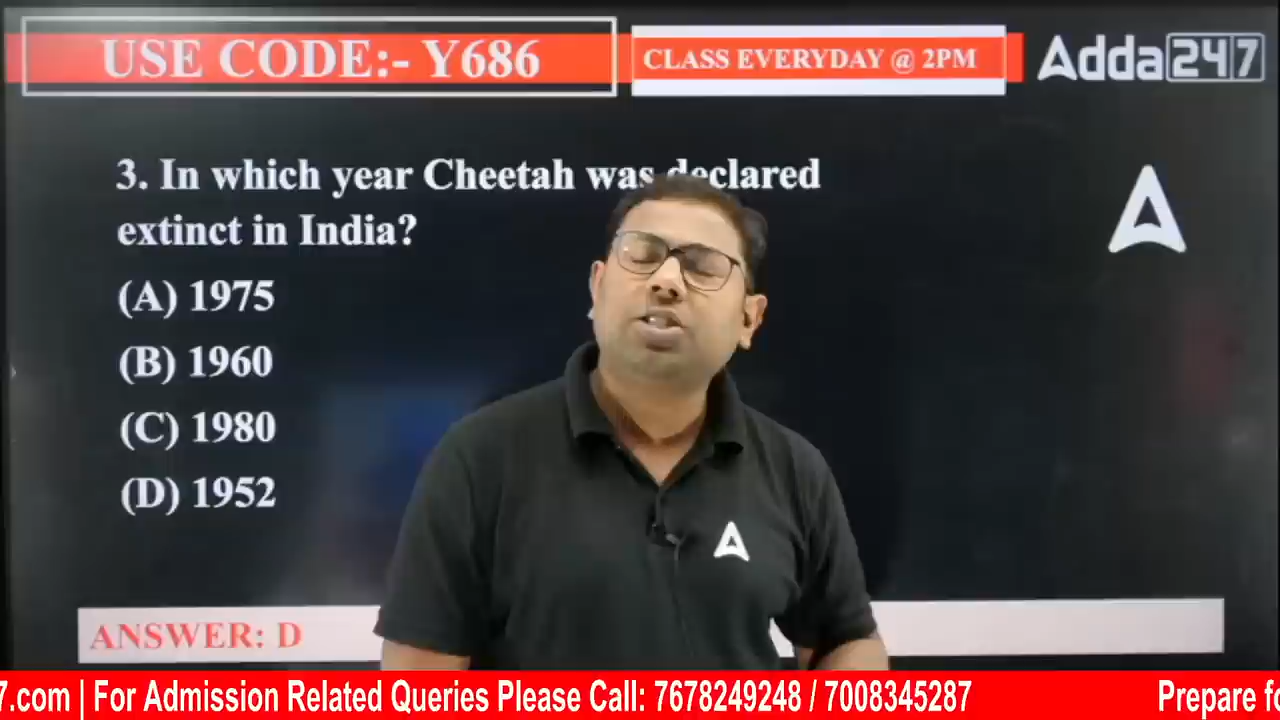 USE CODE:- Y686
CLASS EVERYDAY @ 2PM
Adda247
3. In which year Cheetah was declared
extinct in India?
(A) 1975
(B) 1960
(C) 1980
(D) 1952
ANSWER: D
7.com | For Admission Related Queries Please Call: 7678249248 / 7008345287
Prepare fo